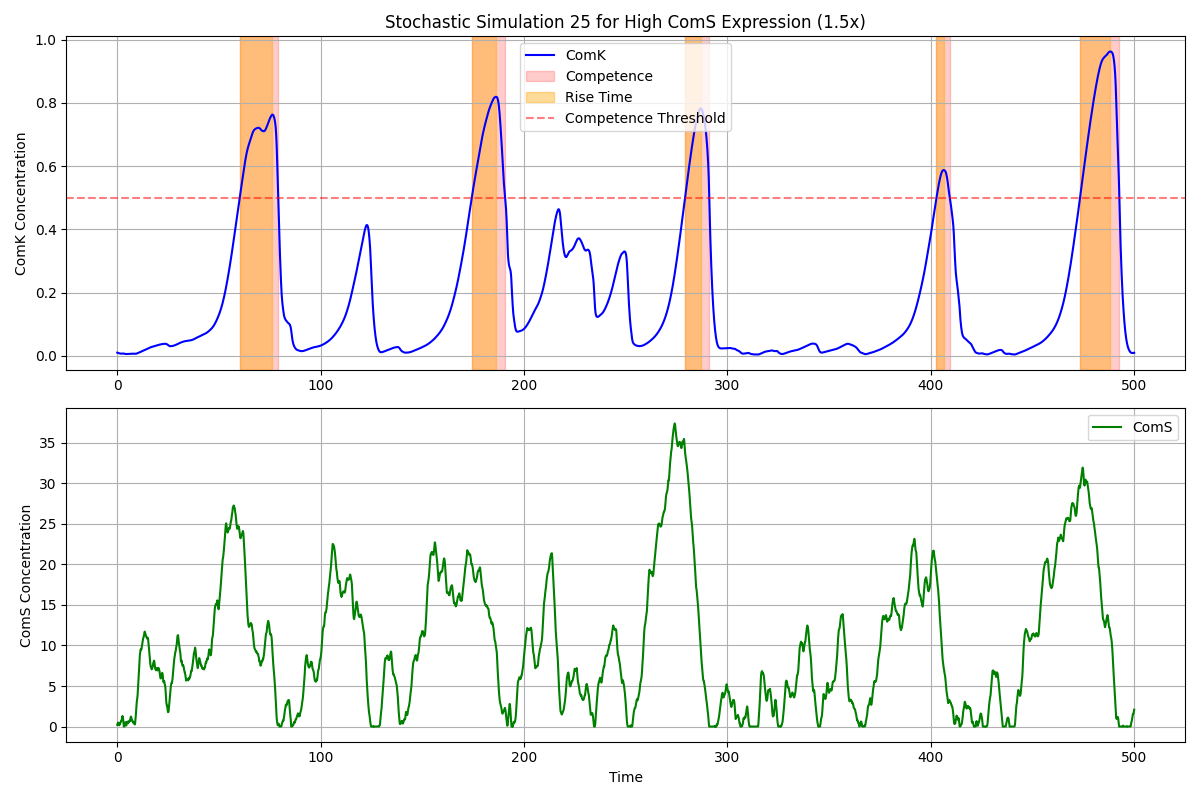 Stochastic Simulation 25 for High ComS Expression (1.5x)
ComK Concentration
1.0
0.8
0.6
0.4
0.2
0.0
ComK
Competence
Rise Time
Competence Threshold
0 100 200 300 400 500
ComS Concentration
35
30
25
20
15
10
5
0
ComS
0 100 200 300 400 500
Time